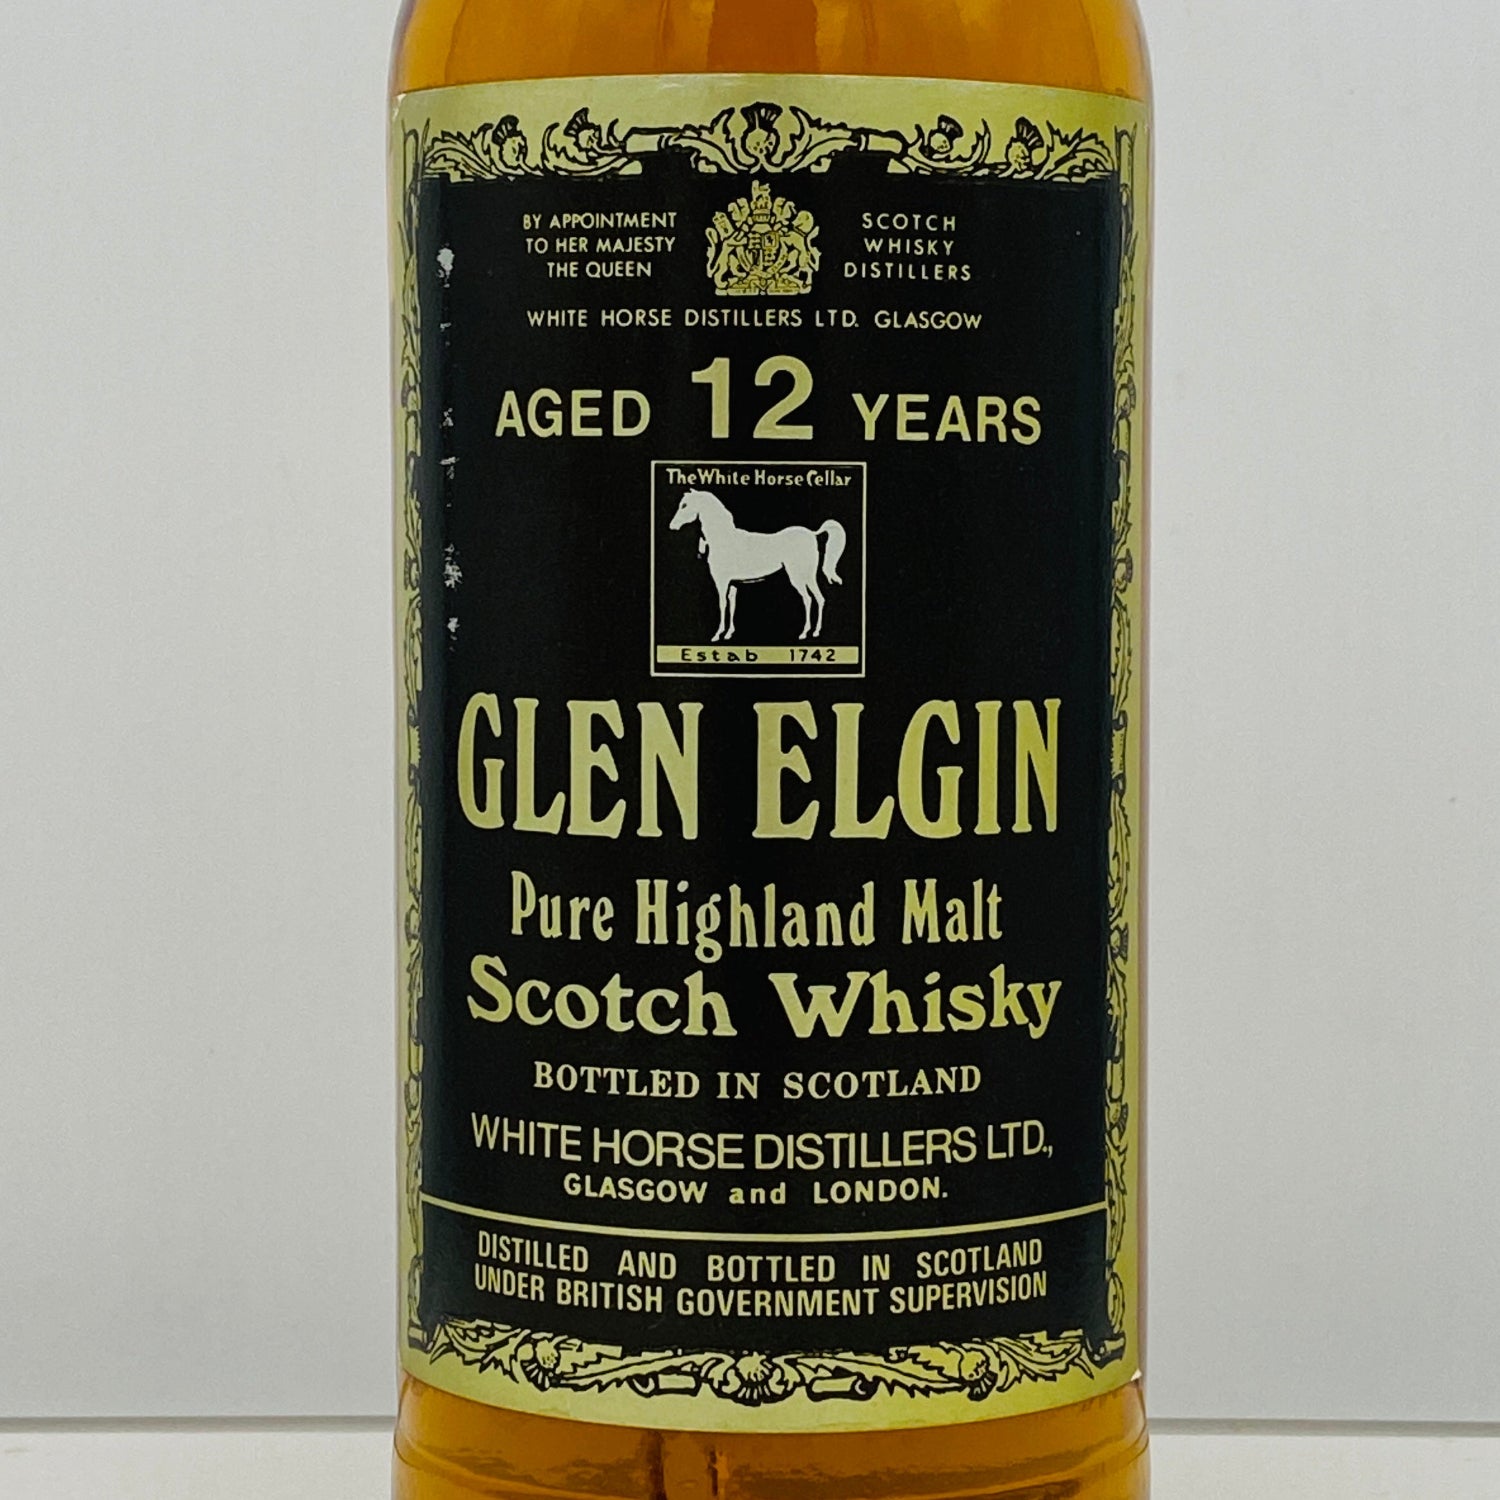 BY APPOINTMENT
TO HER MAJESTY
THE QUEEN
SCOTCH
WHISKY
DISTILLERS
WHITE HORSE DISTILLERS LTD. GLASGOW
AGED 12 YEARS
The White Horse Cellar
Estab 1742
GLEN ELGIN
Pure Highland Malt
Scotch Whisky
BOTTLED IN SCOTLAND
WHITE HORSE DISTILLERS LTD.,
GLASGOW and LONDON.
DISTILLED AND BOTTLED IN SCOTLAND
UNDER BRITISH GOVERNMENT SUPERVISION